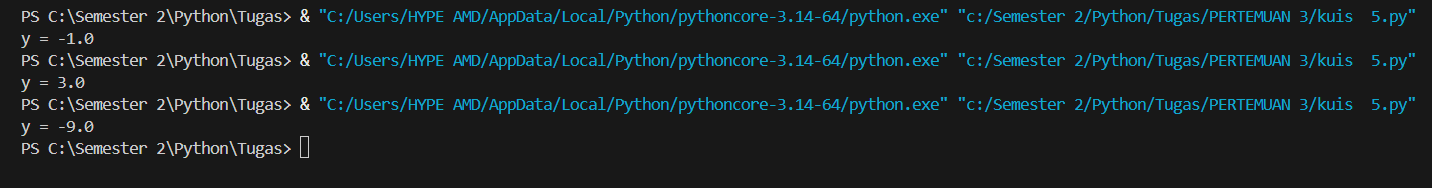 PS C:\Semester 2\Python\Tugas> & "C:/Users/HYPE AMD/AppData/Local/Python/pythoncore-3.14-64/python.exe" "c:/Semester 2/Python/Tugas/PERTEMUAN 3/kuis  5.py"
y = -1.0
PS C:\Semester 2\Python\Tugas> & "C:/Users/HYPE AMD/AppData/Local/Python/pythoncore-3.14-64/python.exe" "c:/Semester 2/Python/Tugas/PERTEMUAN 3/kuis  5.py"
y = 3.0
PS C:\Semester 2\Python\Tugas> & "C:/Users/HYPE AMD/AppData/Local/Python/pythoncore-3.14-64/python.exe" "c:/Semester 2/Python/Tugas/PERTEMUAN 3/kuis  5.py"
y = -9.0
PS C:\Semester 2\Python\Tugas>